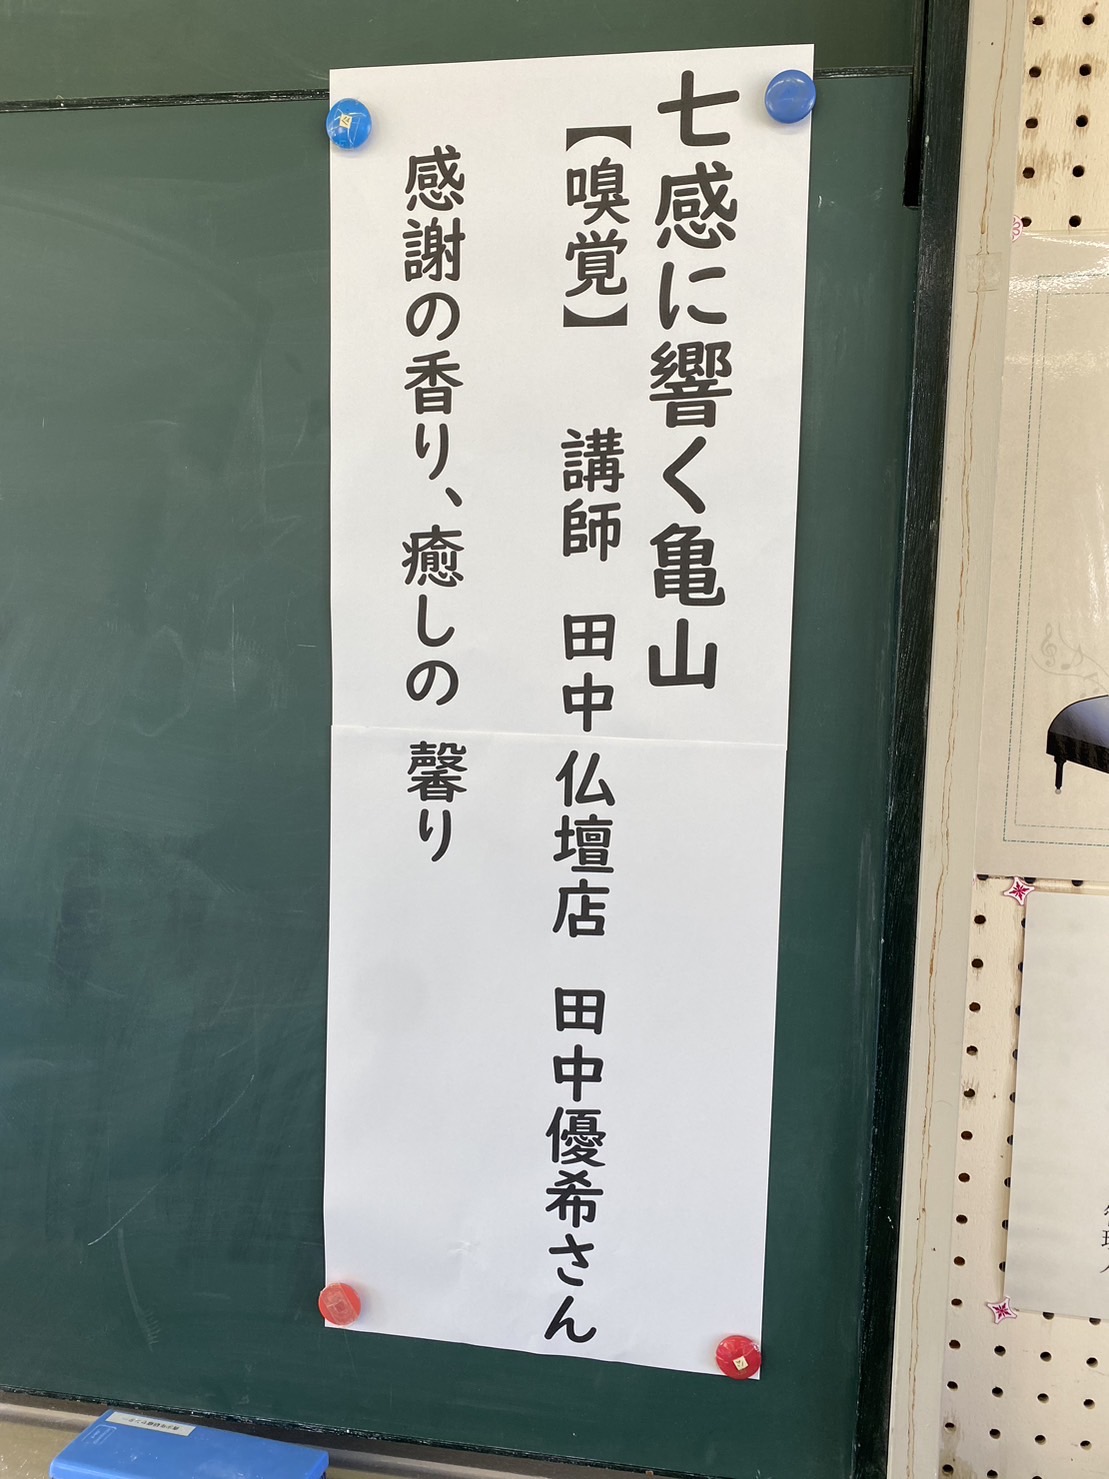 七感に響く亀山
【嗅覚】　講師　田中仏壇店　田中優希さん
感謝の香り、癒しの 馨り